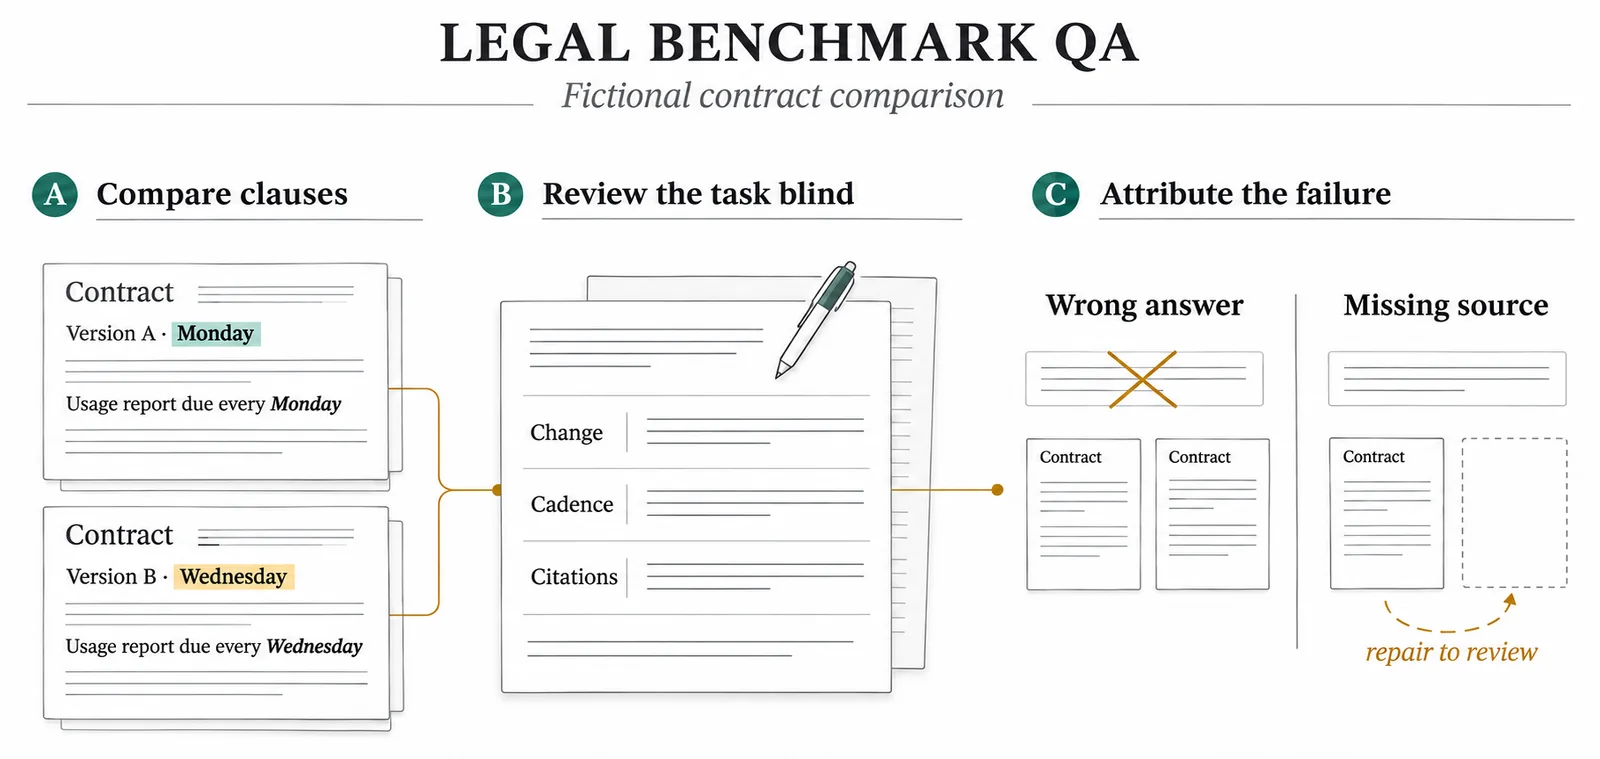 LEGAL BENCHMARK QA
Fictional contract comparison
A Compare clauses
Contract
Version A · Monday
Usage report due every Monday
Contract
Version B · Wednesday
Usage report due every Wednesday
B Review the task blind
Change
Cadence
Citations
C Attribute the failure
Wrong answer
Contract
Contract
Missing source
Contract
repair to review